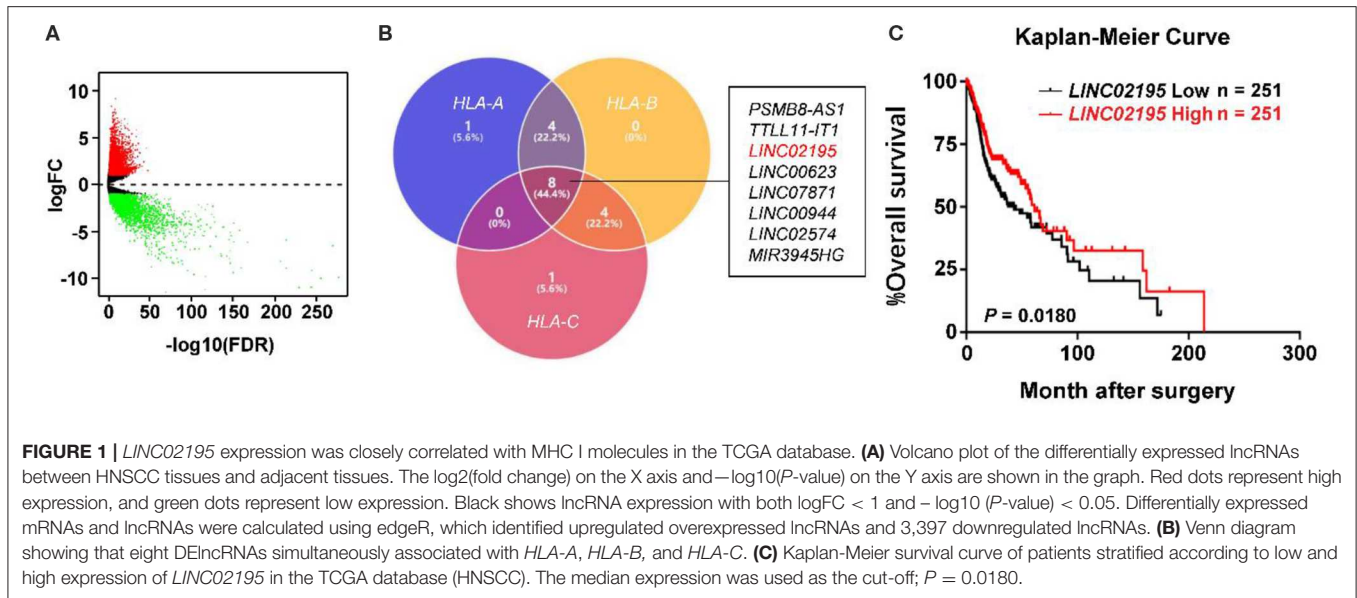 A
10
5
0
-5
-10
logFC
0 50 100 150 200 250
-log10(FDR)
B
HLA-A
HLA-B
1
(5.6%)
4
(22.2%)
0
(0%)
8
(44.4%)
0
(0%)
4
(22.2%)
1
(5.6%)
HLA-C
PSMB8-AS1
TTLL11-IT1
LINC02195
LINC00623
LINC07871
LINC00944
LINC02574
MIR3945HG
C
Kaplan-Meier Curve
LINC02195 Low n = 251
LINC02195 High n = 251
100
75
50
25
0
%Overall survival
P = 0.0180
0 100 200 300
Month after surgery
FIGURE 1 | LINC02195 expression was closely correlated with MHC I molecules in the TCGA database. (A) Volcano plot of the differentially expressed lncRNAs
between HNSCC tissues and adjacent tissues. The log2(fold change) on the X axis and—log10(P-value) on the Y axis are shown in the graph. Red dots represent high
expression, and green dots represent low expression. Black shows lncRNA expression with both logFC < 1 and – log10 (P-value) < 0.05. Differentially expressed
mRNAs and lncRNAs were calculated using edgeR, which identified upregulated overexpressed lncRNAs and 3,397 downregulated lncRNAs. (B) Venn diagram
showing that eight DElncRNAs simultaneously associated with HLA-A, HLA-B, and HLA-C. (C) Kaplan-Meier survival curve of patients stratified according to low and
high expression of LINC02195 in the TCGA database (HNSCC). The median expression was used as the cut-off; P = 0.0180.